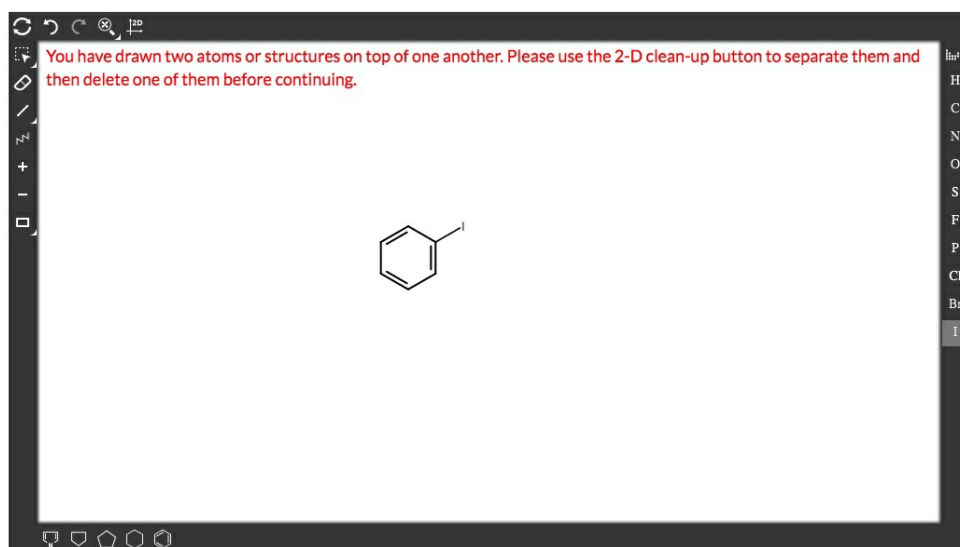 2D
You have drawn two atoms or structures on top of one another. Please use the 2-D clean-up button to separate them and
then delete one of them before continuing.
H
C
N
O
S
F
P
Cl
Br
I
I